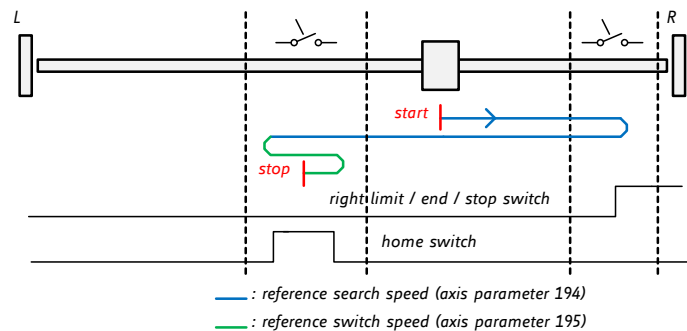 L
R
start
stop
right limit / end / stop switch
home switch
: reference search speed (axis parameter 194)
: reference switch speed (axis parameter 195)